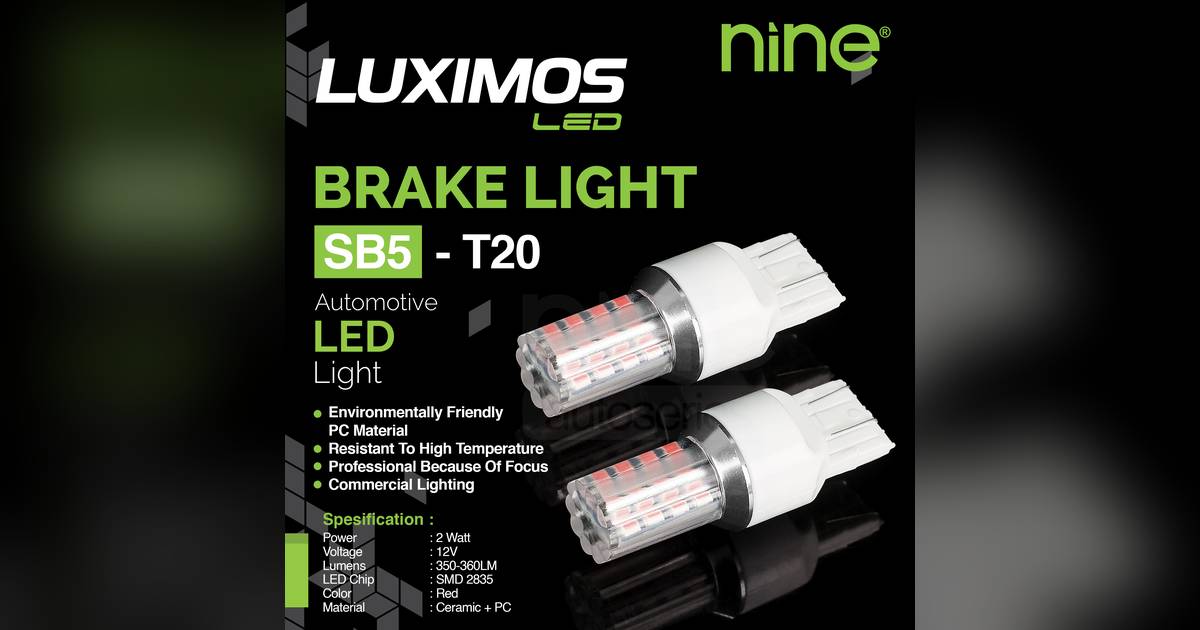 nine®
LUXIMOS
LED
BRAKE LIGHT
SB5 - T20
Automotive
LED
Light
Environmentally Friendly
PC Material
Resistant To High Temperature
Professional Because Of Focus
Commercial Lighting
Spesification :
Power : 2 Watt
Voltage : 12V
Lumens : 350-360LM
LED Chip : SMD 2835
Color : Red
Material : Ceramic + PC